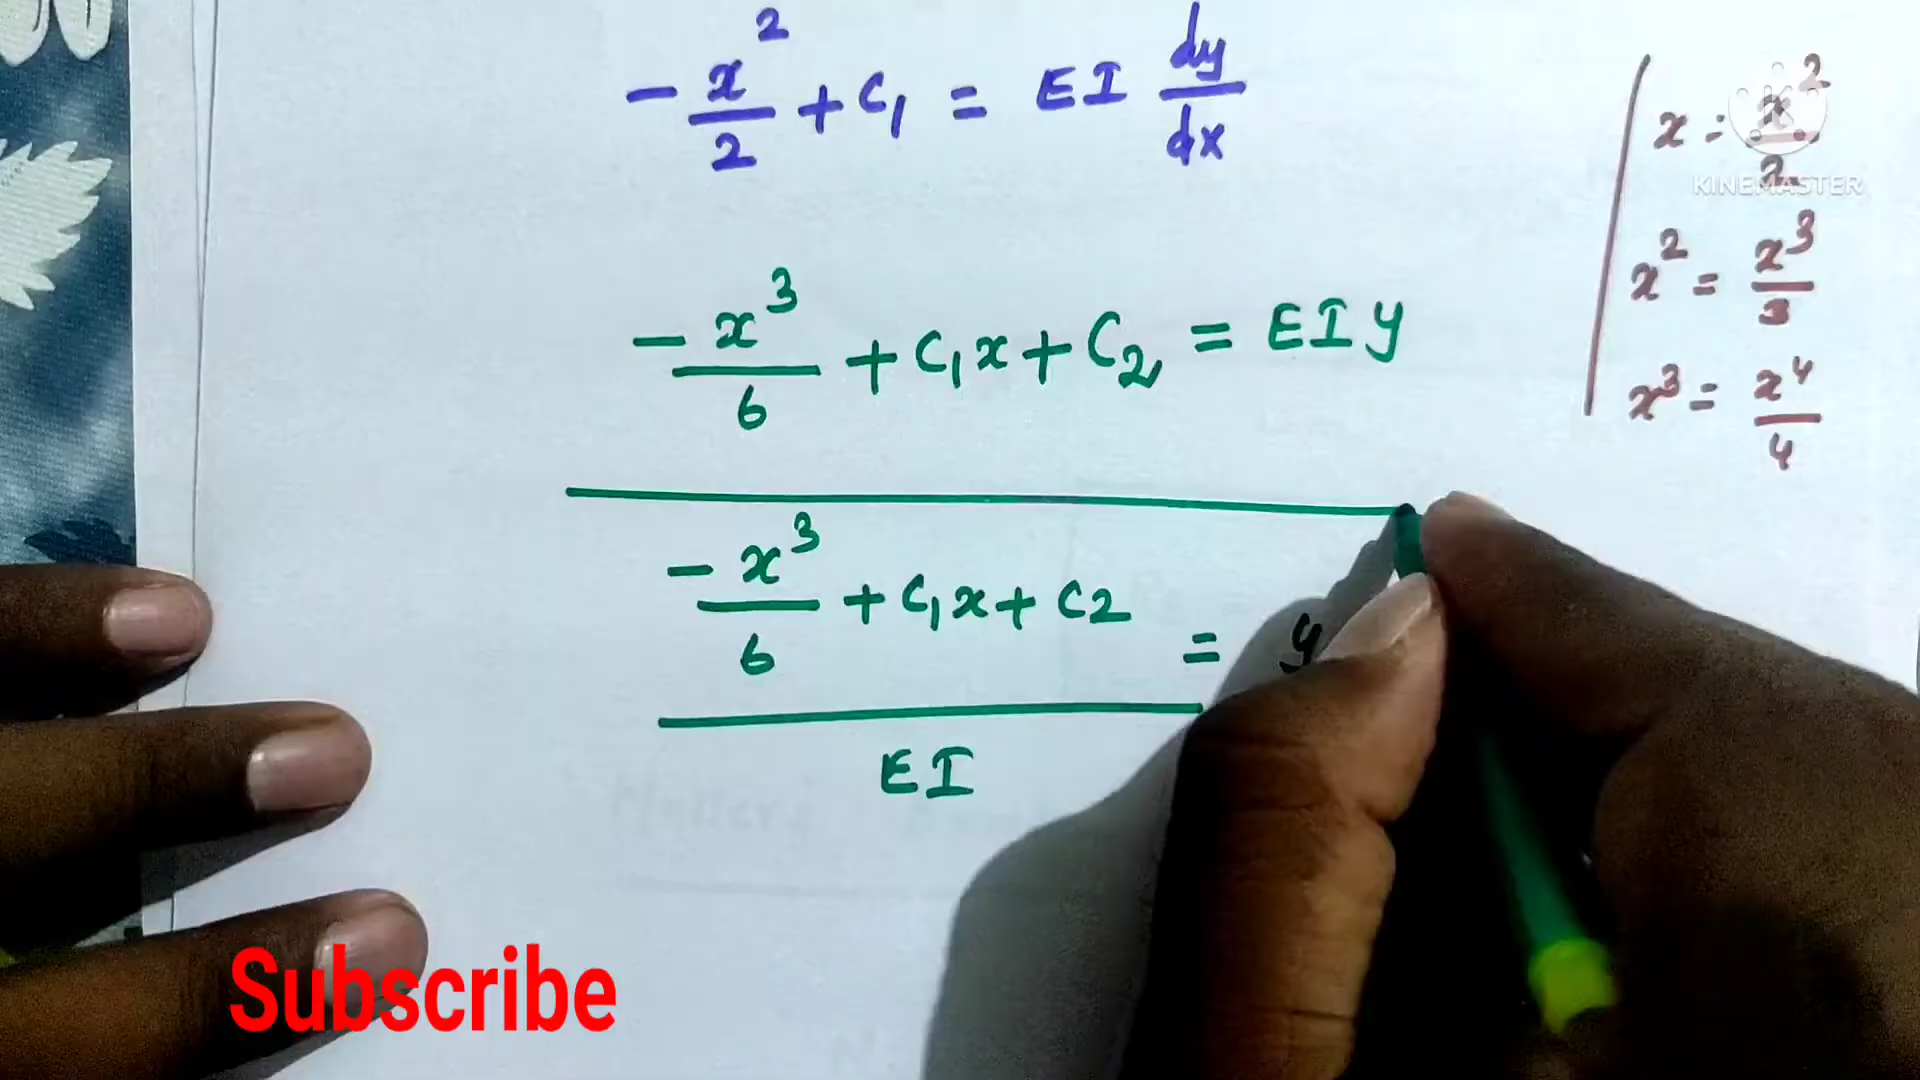 -x²/2 + C₁ = EI dy/dx
-x³/6 + C₁x + C₂ = EIy
(-x³/6 + C₁x + C2)/EI = y
x = x²/2
KINEMASTER
x² = x³/3
x³ = x⁴/4
Subscribe